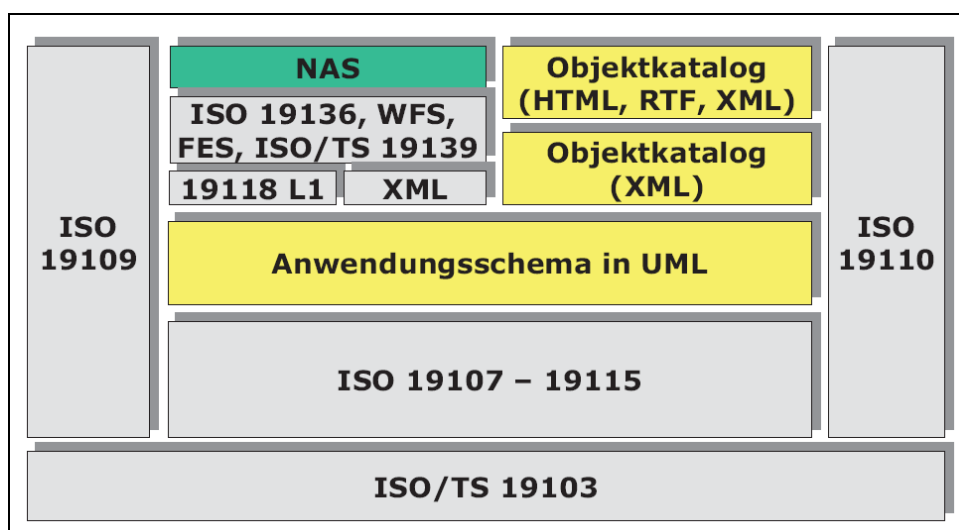 ISO
19109
NAS
ISO 19136, WFS,
FES, ISO/TS 19139
19118 L1
XML
Objektkatalog
(HTML, RTF, XML)
Objektkatalog
(XML)
Anwendungsschema in UML
ISO 19107 – 19115
ISO
19110
ISO/TS 19103